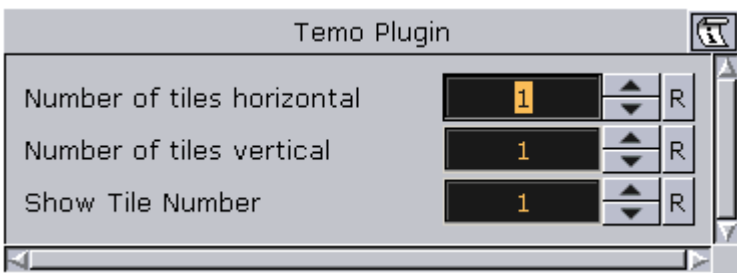 Temo Plugin
Number of tiles horizontal 1 R
Number of tiles vertical 1 R
Show Tile Number 1 R